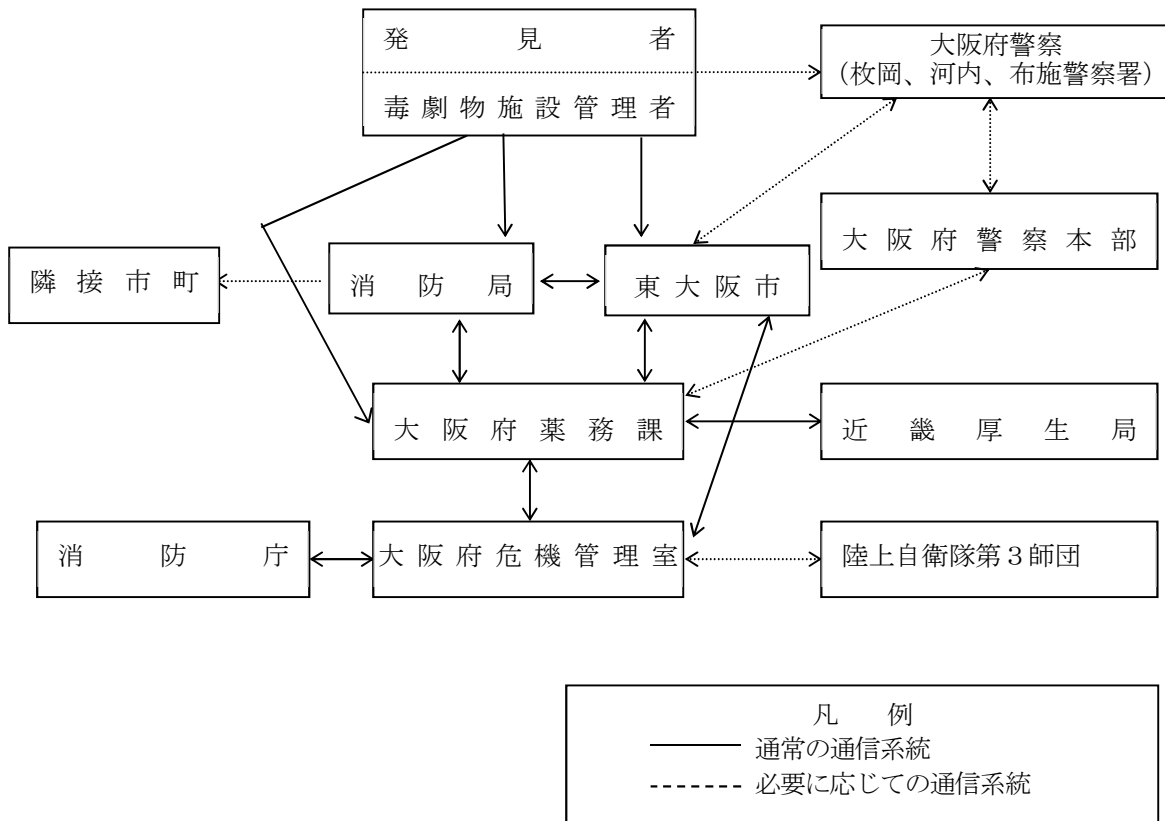 発見者
毒劇物施設管理者
大阪府警察
（枚岡、河内、布施警察署）
大阪府警察本部
隣接市町
消防局
東大阪市
大阪府薬務課
近畿厚生局
消防庁
大阪府危機管理室
陸上自衛隊第３師団
凡例
通常の通信系統
必要に応じての通信系統